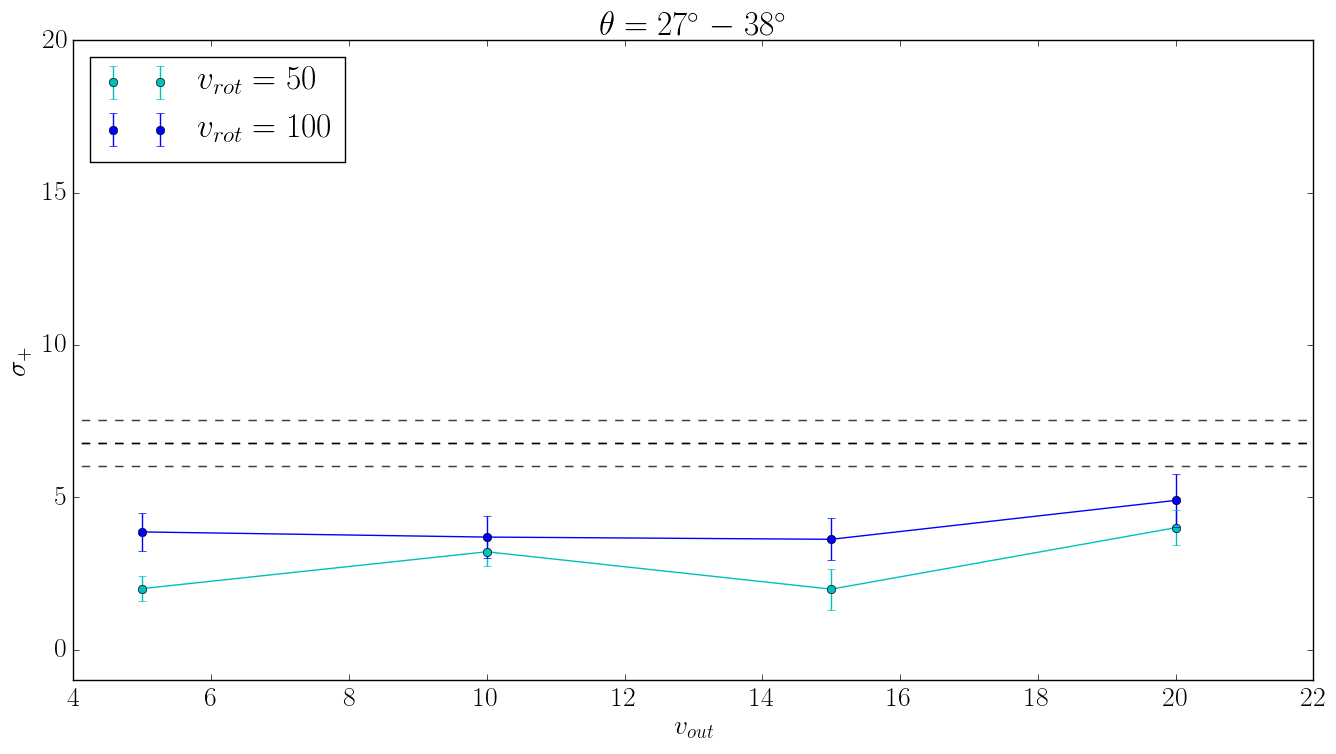 θ = 27° − 38°
20
v_rot = 50
v_rot = 100
15
10
σ_+
5
0
4 6 8 10 12 14 16 18 20 22
v_out